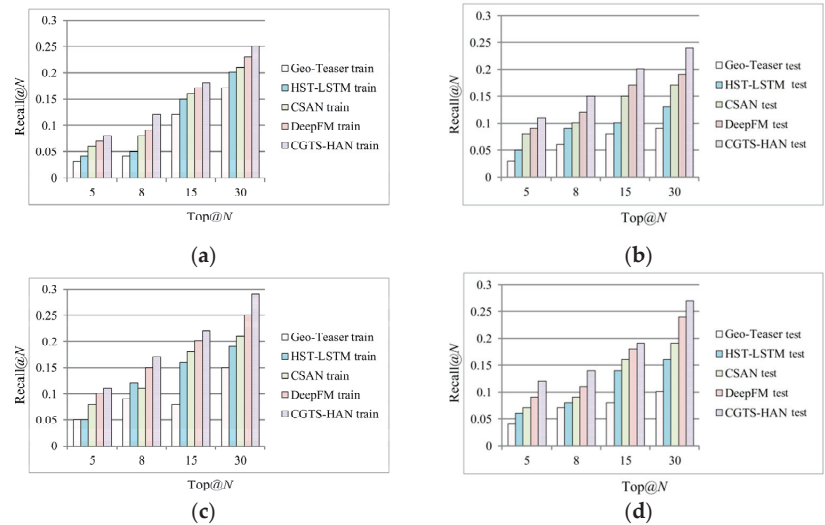 0.3
0.25
0.2
0.15
0.1
0.05
0
Recall@N
5 8 15 30
Top@N
Geo-Teaser train
HST-LSTM train
CSAN train
DeepFM train
CGTS-HAN train
(a)
0.3
0.25
0.2
0.15
0.1
0.05
0
Recall@N
5 8 15 30
Top@N
Geo-Teaser test
HST-LSTM test
CSAN test
DeepFM test
CGTS-HAN test
(b)
0.3
0.25
0.2
0.15
0.1
0.05
0
Recall@N
5 8 15 30
Top@N
Geo-Teaser train
HST-LSTM train
CSAN train
DeepFM train
CGTS-HAN train
(c)
0.3
0.25
0.2
0.15
0.1
0.05
0
Recall@N
5 8 15 30
Top@N
Geo-Teaser test
HST-LSTM test
CSAN test
DeepFM test
CGTS-HAN test
(d)